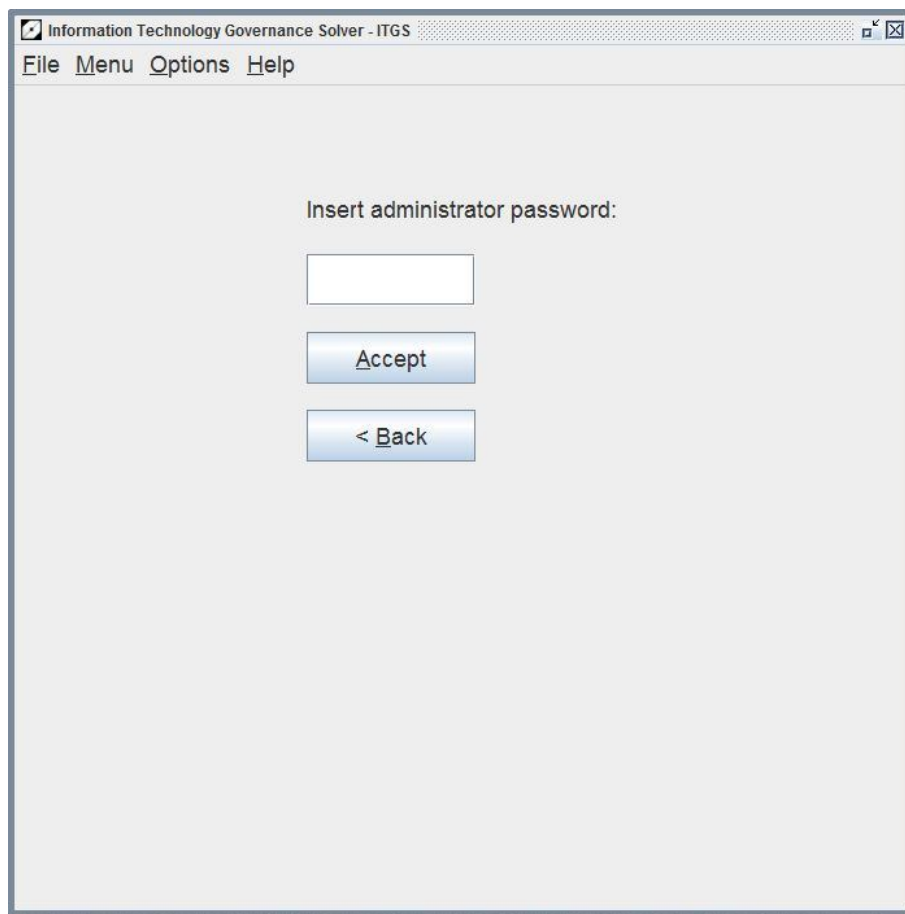 Information Technology Governance Solver - ITGS
File Menu Options Help
Insert administrator password:
Accept
< Back